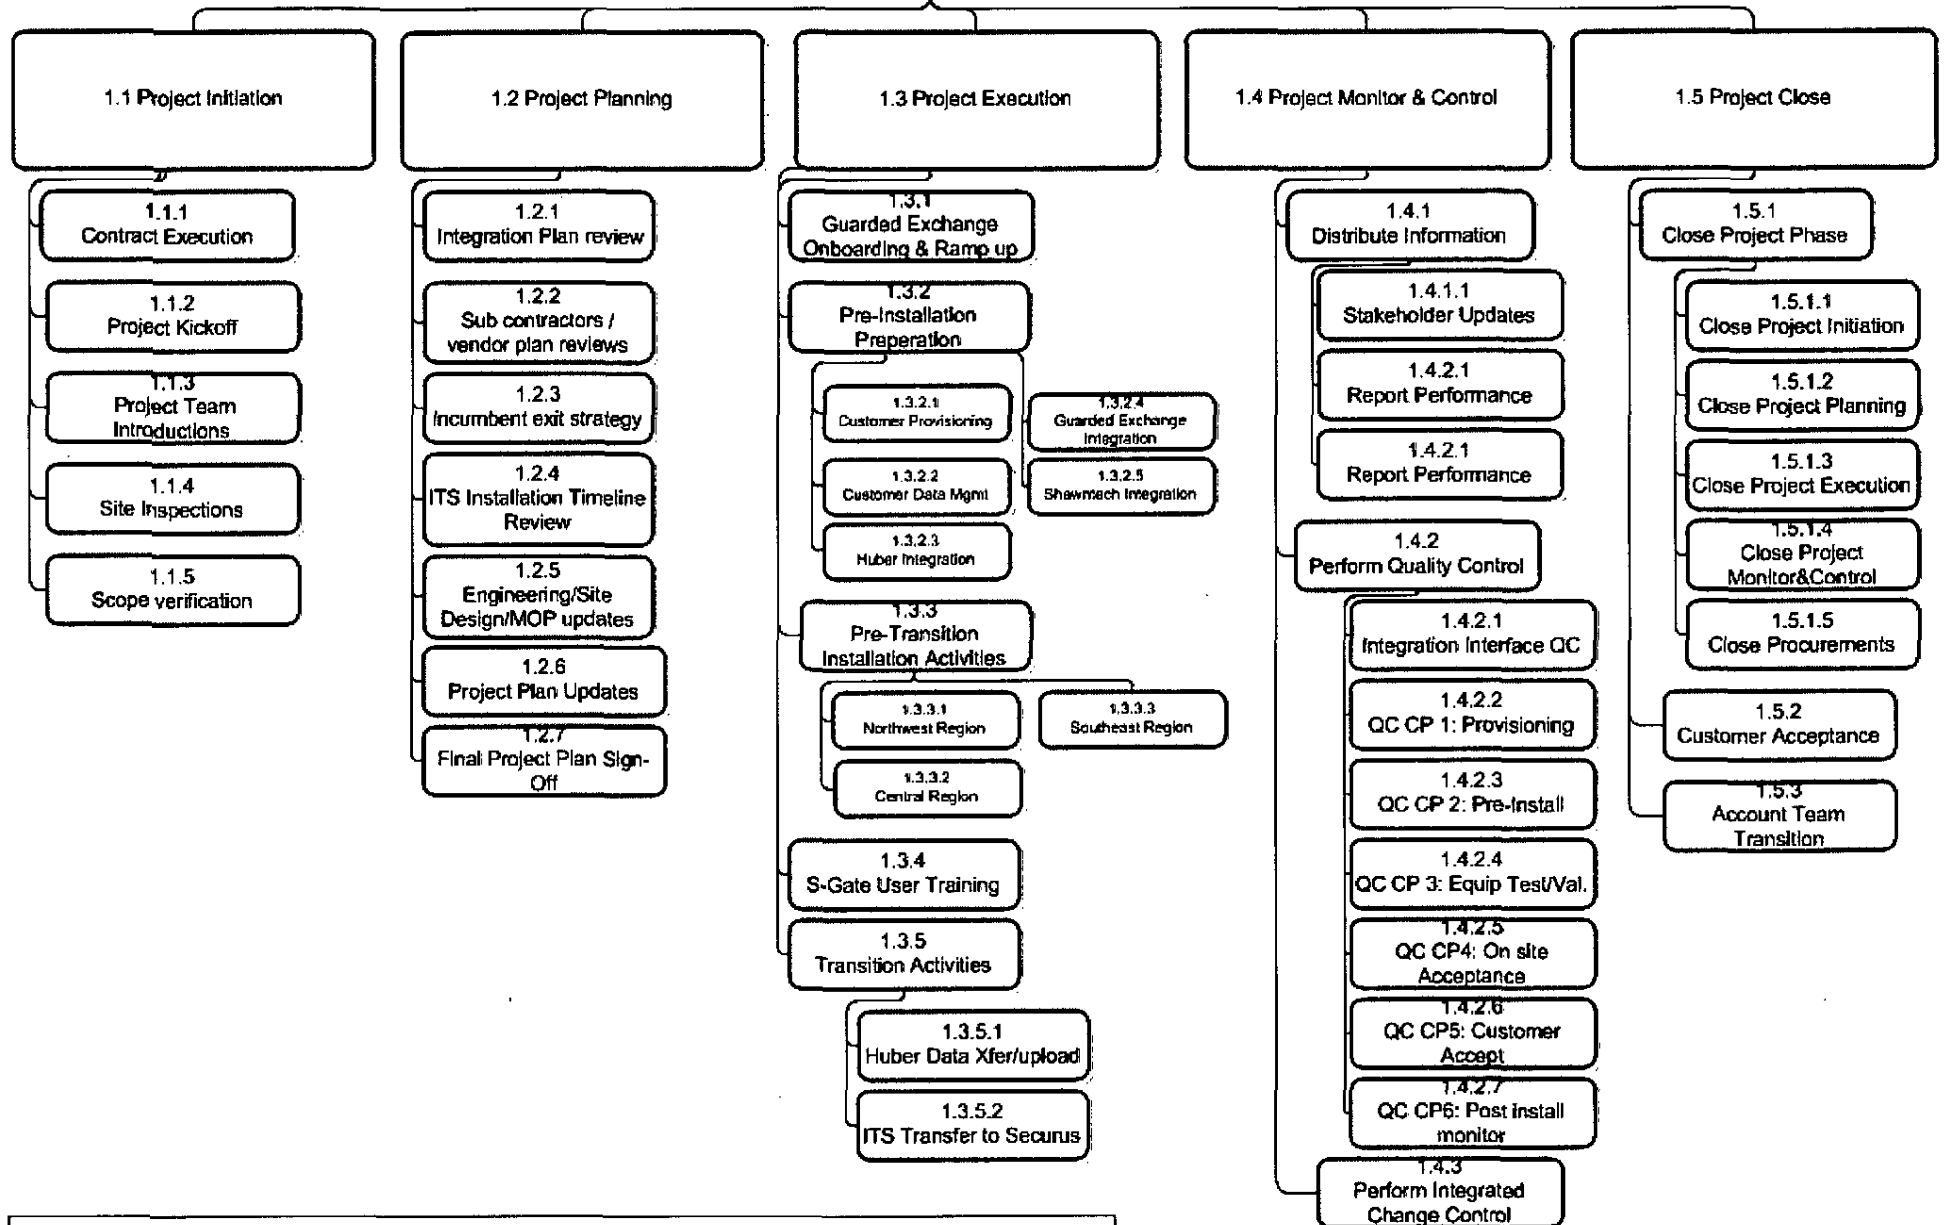 1.1 Project Initiation
1.1.1
Contract Execution
1.1.2
Project Kickoff
1.1.3
Project Team
Introductions
1.1.4
Site Inspections
1.1.5
Scope verification
1.2 Project Planning
1.2.1
Integration Plan review
1.2.2
Sub contractors /
vendor plan reviews
1.2.3
Incumbent exit strategy
1.2.4
ITS Installation Timeline
Review
1.2.5
Engineering/Site
Design/MOP updates
1.2.6
Project Plan Updates
1.2.7
Final Project Plan Sign-
Off
1.3 Project Execution
1.3.1
Guarded Exchange
Onboarding & Ramp up
1.3.2
Pre-Installation
Preperation
1.3.2.1
Customer Provisioning
1.3.2.2
Customer Data Mgmt
1.3.2.3
Huber Integration
1.3.2.4
Guarded Exchange
Integration
1.3.2.5
Shawntech Integration
1.3.3
Pre-Transition
Installation Activities
1.3.3.1
Northwest Region
1.3.3.2
Central Region
1.3.3.3
Southeast Region
1.3.4
S-Gate User Training
1.3.5
Transition Activities
1.3.5.1
Huber Data Xfer/upload
1.3.5.2
ITS Transfer to Securus
1.4 Project Monitor & Control
1.4.1
Distribute Information
1.4.1.1
Stakeholder Updates
1.4.2.1
Report Performance
1.4.2.1
Report Performance
1.4.2
Perform Quality Control
1.4.2.1
Integration Interface QC
1.4.2.2
QC CP 1: Provisioning
1.4.2.3
QC CP 2: Pre-Install
1.4.2.4
QC CP 3: Equip Test/Val.
1.4.2.5
QC CP4: On site
Acceptance
1.4.2.6
QC CP5: Customer
Accept
1.4.2.7
QC CP6: Post install
monitor
1.4.3
Perform Integrated
Change Control
1.5 Project Close
1.5.1
Close Project Phase
1.5.1.1
Close Project Initiation
1.5.1.2
Close Project Planning
1.5.1.3
Close Project Execution
1.5.1.4
Close Project
Monitor&Control
1.5.1.5
Close Procurements
1.5.2
Customer Acceptance
1.5.3
Account Team
Transition